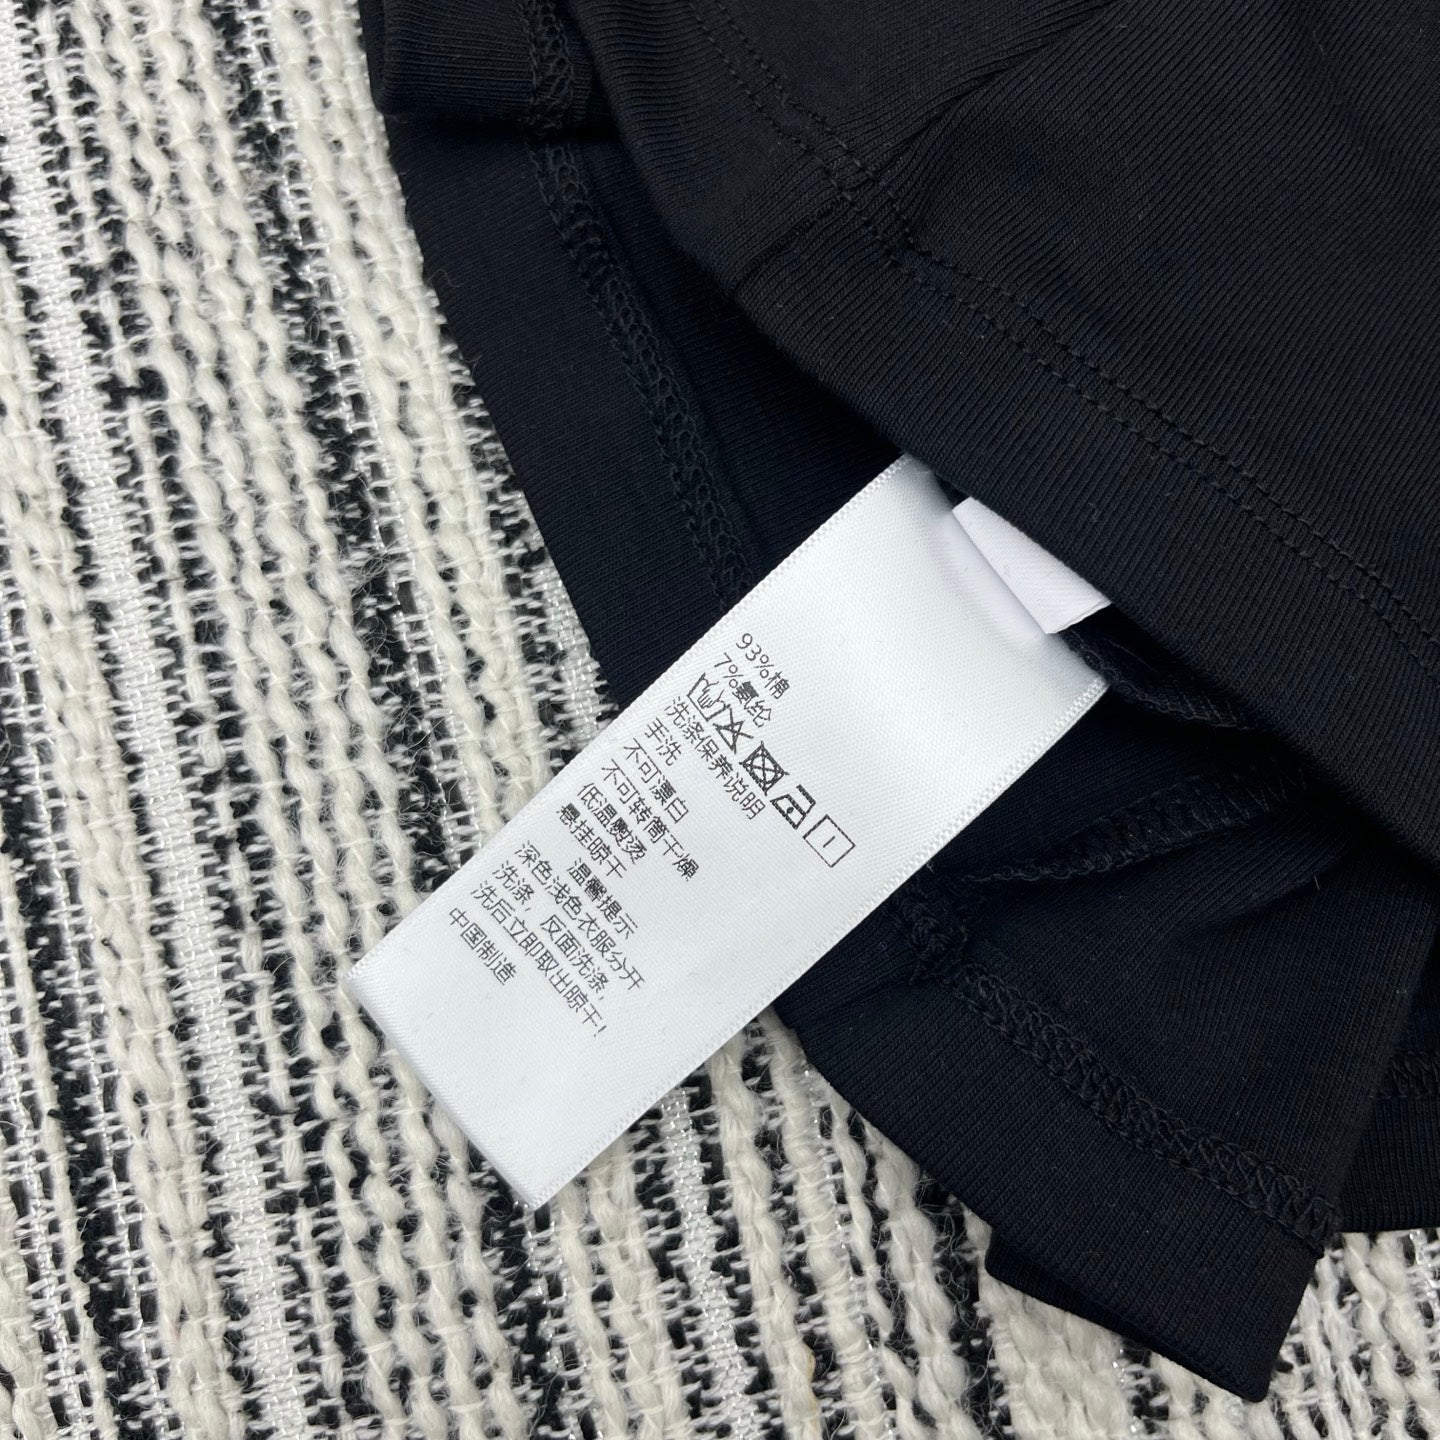 93%棉
7%氨纶
洗涤保养说明
手洗
不可漂白
不可转筒干燥
低温熨烫
悬挂晾干
温馨提示
深色浅色衣服分开
洗涤，反面洗涤，
洗后立即取出晾干！
中国制造